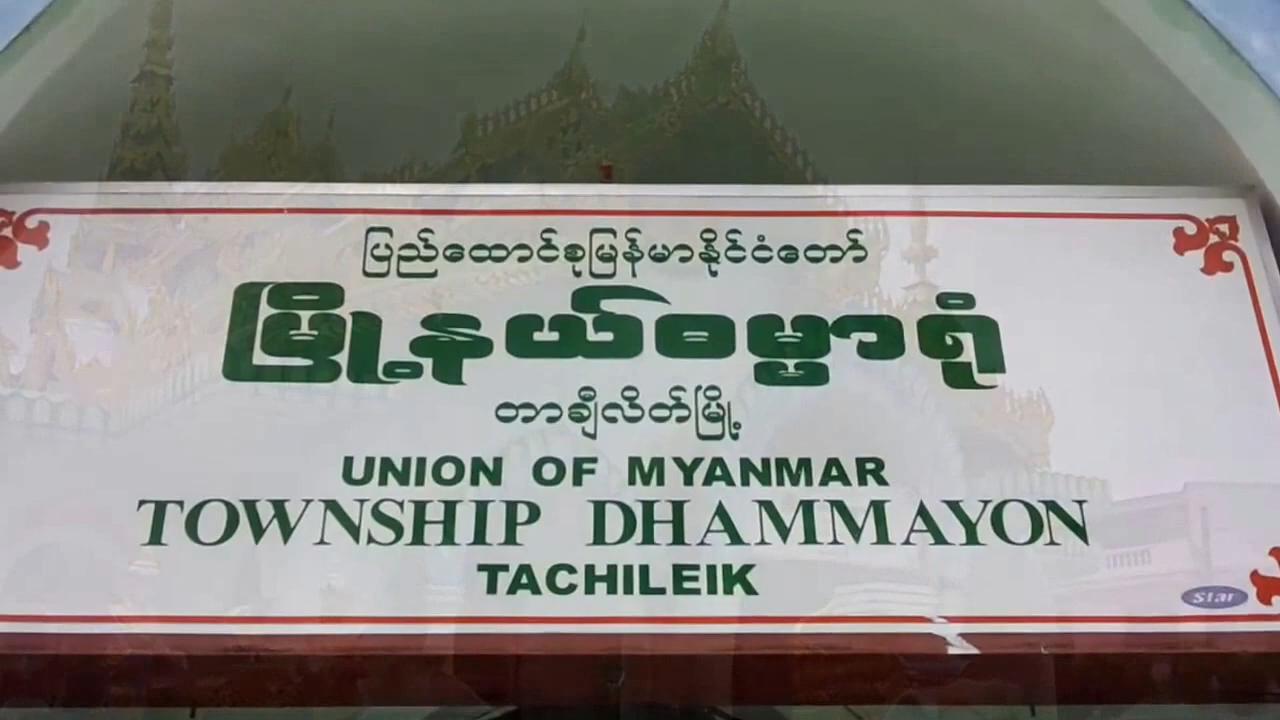 ပြည်ထောင်စုမြန်မာနိုင်ငံတော်
မြို့နယ်ဓမ္မာရုံ
တာချီလိတ်မြို့
UNION OF MYANMAR
TOWNSHIP DHAMMAYON
TACHILEIK
Star